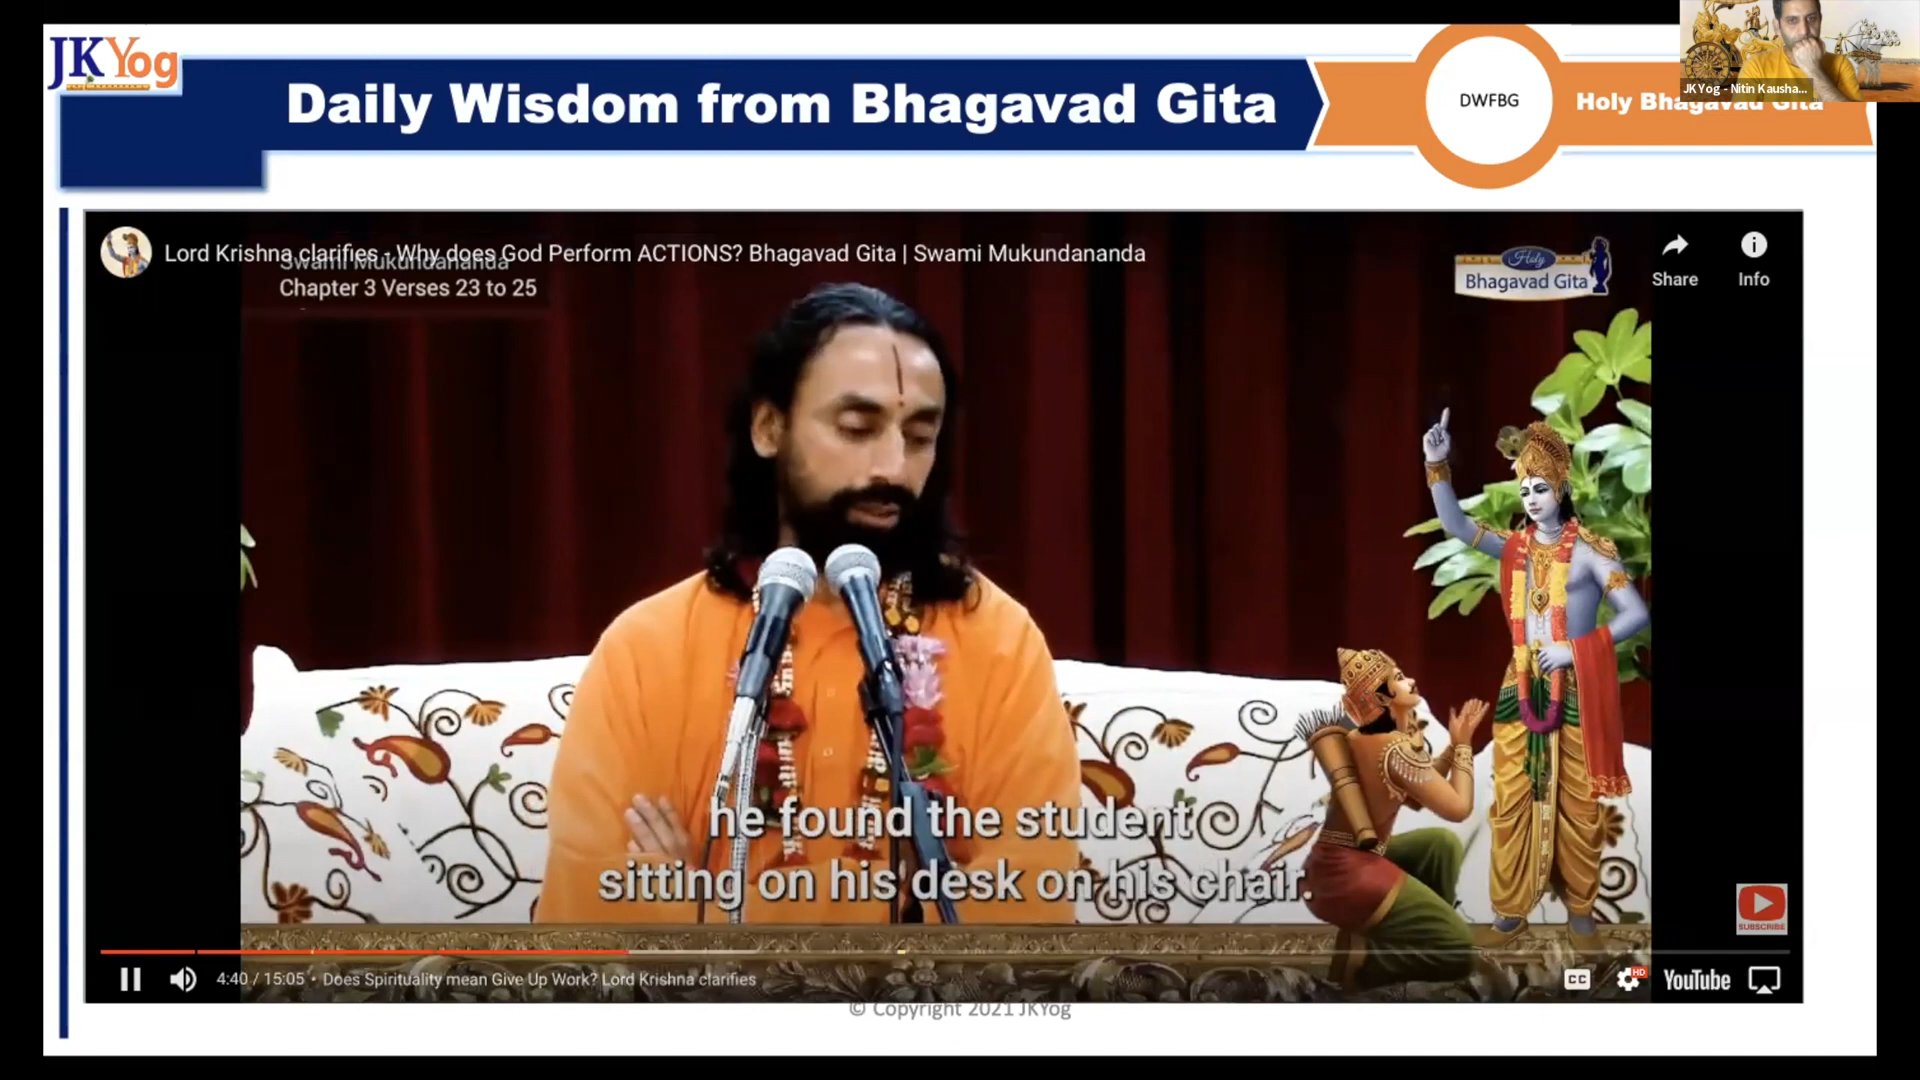 JKYog
Daily Wisdom from Bhagavad Gita
DWFBG
Holy Bhagavad Gita
JKYog - Nitin Kausha...
Lord Krishna clarifies - Why does God Perform ACTIONS? Bhagavad Gita | Swami Mukundananda
Swami Mukundananda
Chapter 3 Verses 23 to 25
Holy
Bhagavad Gita
Share
Info
he found the student
sitting on his desk on his chair.
SUBSCRIBE
4:40 / 15:05 • Does Spirituality mean Give Up Work? Lord Krishna clarifies
CC
HD
YouTube
© Copyright 2021 JKYog